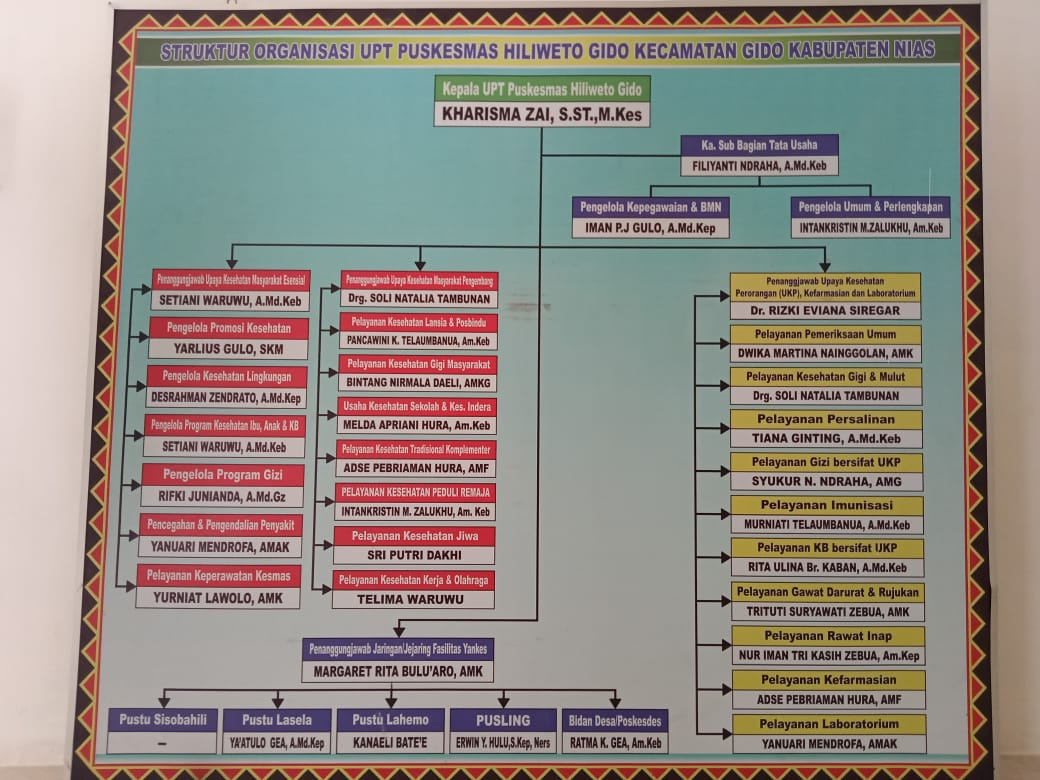 STRUKTUR ORGANISASI UPT PUSKESMAS HILIWETO GIDO KECAMATAN GIDO KABUPATEN NIAS
Kepala UPT Puskesmas Hiliweto Gido
KHARISMA ZAI, S.ST.,M.Kes
Ka. Sub Bagian Tata Usaha
FILIYANTI NDRAHA, A.Md.Keb
Pengelola Kepegawaian & BMN
IMAN P.J GULO, A.Md.Kep
Pengelola Umum & Perlengkapan
INTANKRISTIN M.ZALUKHU, Am.Keb
Penanggungjawab Upaya Kesehatan Masyarakat Esensial
SETIANI WARUWU, A.Md.Keb
Pengelola Promosi Kesehatan
YARLIUS GULO, SKM
Pengelola Kesehatan Lingkungan
DESRAHMAN ZENDRATO, A.Md.Kep
Pengelola Program Kesehatan Ibu, Anak & KB
SETIANI WARUWU, A.Md.Keb
Pengelola Program Gizi
RIFKI JUNIANDA, A.Md.Gz
Pencegahan & Pengendalian Penyakit
YANUARI MENDROFA, AMAK
Pelayanan Keperawatan Kesmas
YURNIAT LAWOLO, AMK
Penanggungjawab Upaya Kesehatan Masyarakat Pengembang
Drg. SOLI NATALIA TAMBUNAN
Pelayanan Kesehatan Lansia & Posbindu
PANCAWINI K. TELAUMBANUA, Am.Keb
Pelayanan Kesehatan Gigi Masyarakat
BINTANG NIRMALA DAELI, AMKG
Usaha Kesehatan Sekolah & Kes. Indera
MELDA APRIANI HURA, Am.Keb
Pelayanan Kesehatan Tradisional Komplementer
ADSE PEBRIAMAN HURA, AMF
PELAYANAN KESEHATAN PEDULI REMAJA
INTANKRISTIN M. ZALUKHU, Am. Keb
Pelayanan Kesehatan Jiwa
SRI PUTRI DAKHI
Pelayanan Kesehatan Kerja & Olahraga
TELIMA WARUWU
Penanggjawab Upaya Kesehatan
Perorangan (UKP), Kefarmasian dan Laboratorium
Dr. RIZKI EVIANA SIREGAR
Pelayanan Pemeriksaan Umum
DWIKA MARTINA NAINGGOLAN, AMK
Pelayanan Kesehatan Gigi & Mulut
Drg. SOLI NATALIA TAMBUNAN
Pelayanan Persalinan
TIANA GINTING, A.Md.Keb
Pelayanan Gizi bersifat UKP
SYUKUR N. NDRAHA, AMG
Pelayanan Imunisasi
MURNIATI TELAUMBANUA, A.Md.Keb
Pelayanan KB bersifat UKP
RITA ULINA Br. KABAN, A.Md.Keb
Pelayanan Gawat Darurat & Rujukan
TRITUTI SURYAWATI ZEBUA, AMK
Pelayanan Rawat Inap
NUR IMAN TRI KASIH ZEBUA, Am.Kep
Pelayanan Kefarmasian
ADSE PEBRIAMAN HURA, AMF
Pelayanan Laboratorium
YANUARI MENDROFA, AMAK
Penanggungjawab Jaringan/Jejaring Fasilitas Yankes
MARGARET RITA BULU'ARO, AMK
Pustu Sisobahili
–
Pustu Lasela
YA'ATULO GEA, A.Md.Kep
Pustu Lahemo
KANAELI BATE'E
PUSLING
ERWIN Y. HULU,S.Kep, Ners
Bidan Desa/Poskesdes
RATMA K. GEA, Am.Keb